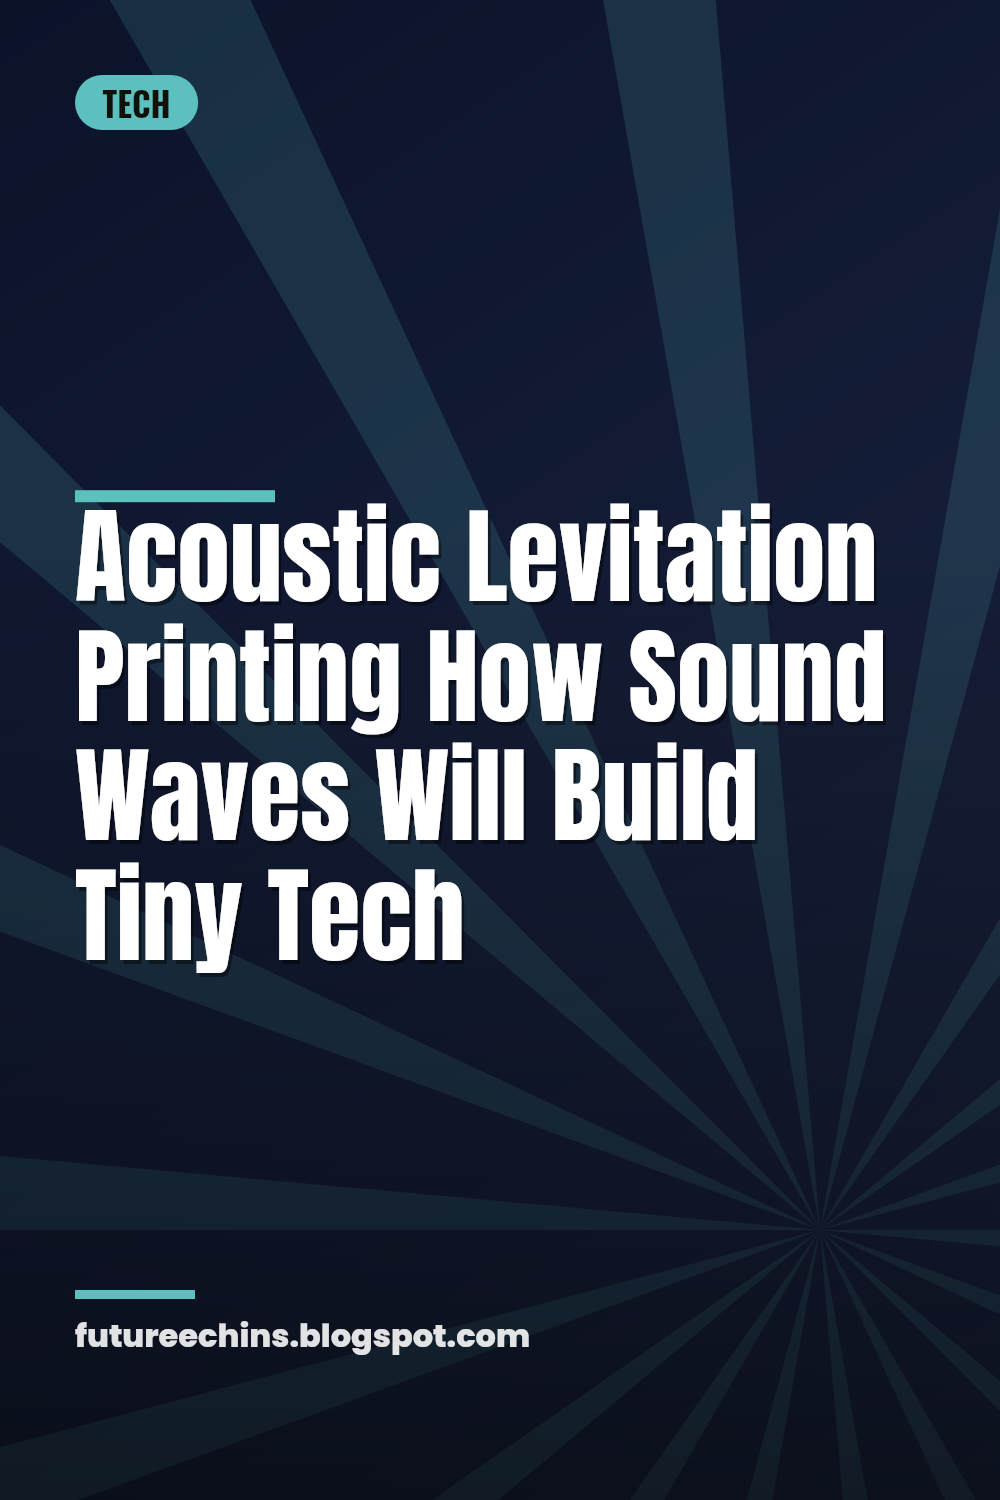 TECH
Acoustic Levitation
Printing How Sound
Waves Will Build
Tiny Tech
futureechins.blogspot.com